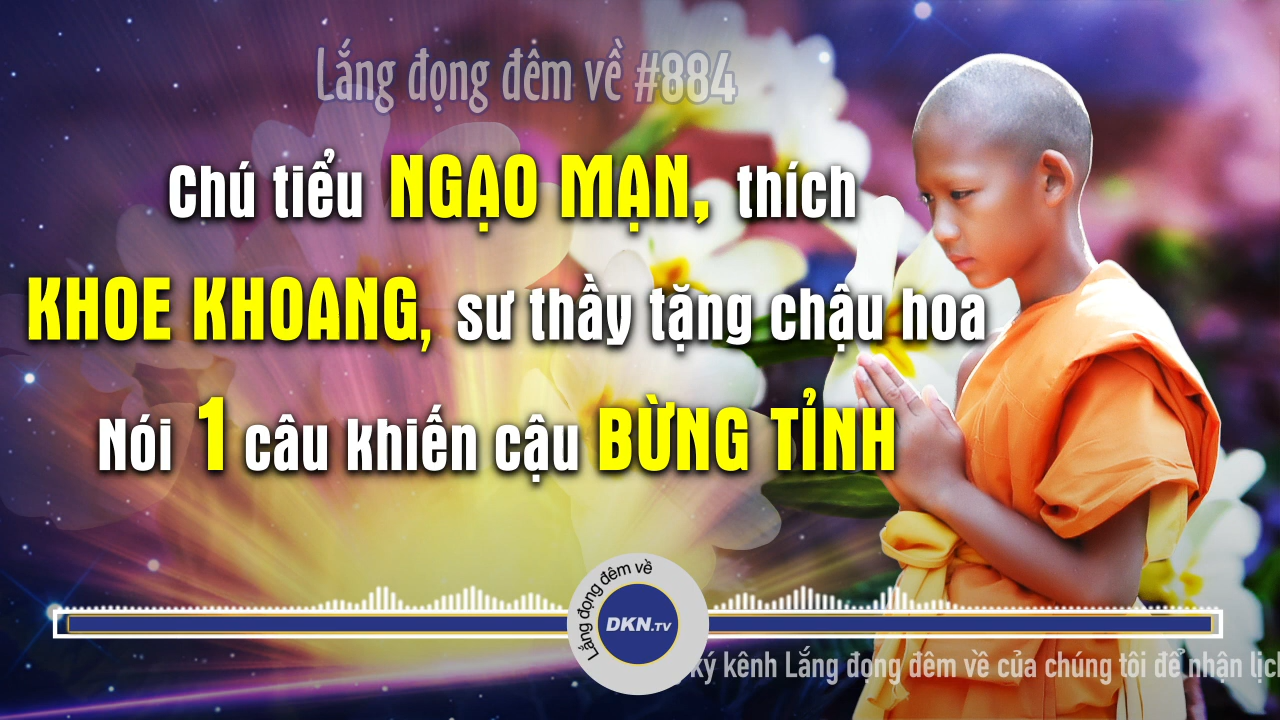 Lắng đọng đêm về #884
Chú tiểu NGẠO MẠN, thích
KHOE KHOANG, sư thầy tặng chậu hoa
Nói 1 câu khiến cậu BỪNG TỈNH
Lắng đọng đêm về
DKN.TV
ký kênh Lắng đọng đêm về của chúng tôi để nhận lịch